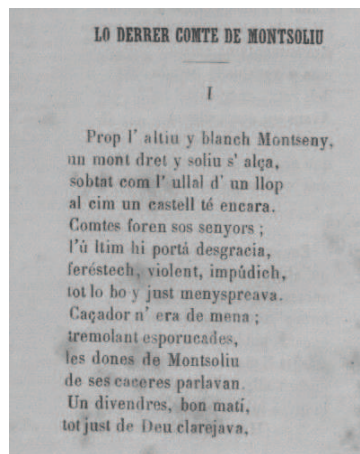 LO DERRER COMTE DE MONTSOLIU
I
Prop l' altiu y blanch Montseny,
un mont dret y soliu s' alça,
sobtat com l' ullal d' un llop
al cim un castell té encara.
Comtes foren sos senyors ;
l'ú ltim hi portá desgracia,
feréstech, violent, impúdich,
tot lo bo y just menyspreava.
Caçador n' era de mena ;
tremolant esporucades,
les dones de Montsoliu
de ses caceres parlavan.
Un divendres, bon matí,
tot just de Deu clarejava,